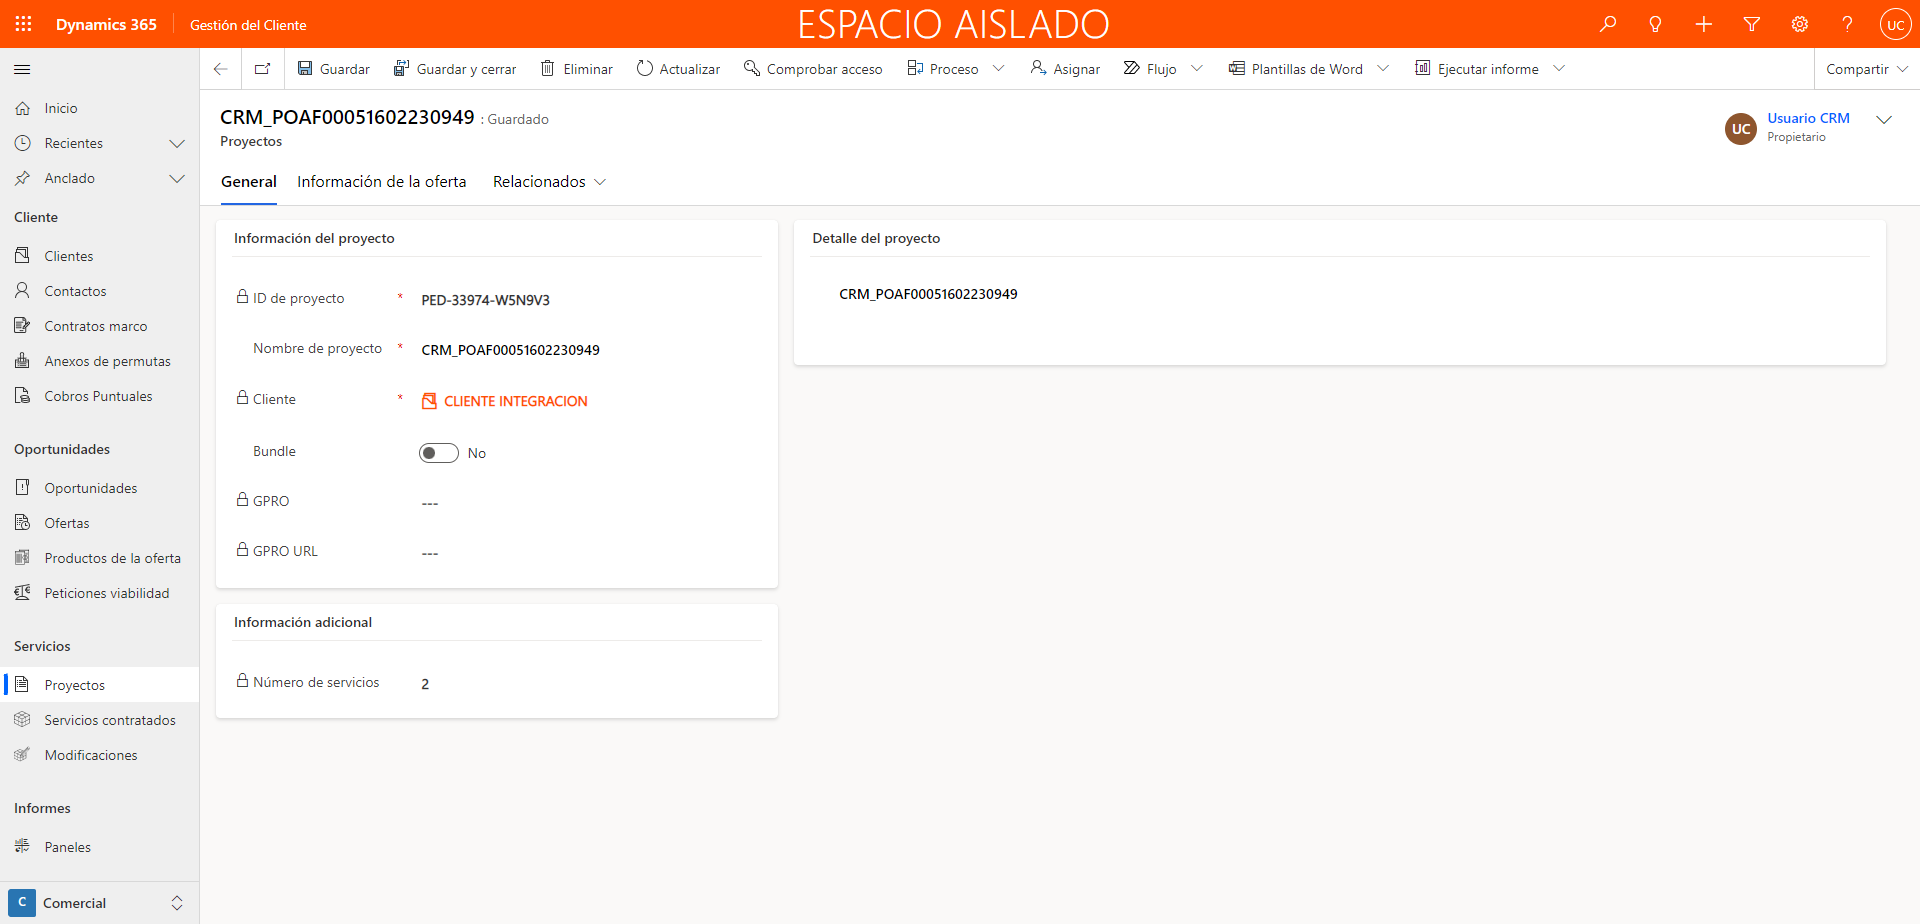 Dynamics 365
Gestión del Cliente
ESPACIO AISLADO
UC
Guardar
Guardar y cerrar
Eliminar
Actualizar
Comprobar acceso
Proceso
Asignar
Flujo
Plantillas de Word
Ejecutar informe
Compartir
Inicio
Recientes
Anclado
Cliente
Clientes
Contactos
Contratos marco
Anexos de permutas
Cobros Puntuales
Oportunidades
Oportunidades
Ofertas
Productos de la oferta
Peticiones viabilidad
Servicios
Proyectos
Servicios contratados
Modificaciones
Informes
Paneles
C Comercial
CRM_POAF00051602230949 : Guardado
Proyectos
UC
Usuario CRM
Propietario
General
Información de la oferta
Relacionados
Información del proyecto
ID de proyecto * PED-33974-W5N9V3
Nombre de proyecto * CRM_POAF00051602230949
Cliente * CLIENTE INTEGRACION
Bundle No
GPRO ---
GPRO URL ---
Información adicional
Número de servicios 2
Detalle del proyecto
CRM_POAF00051602230949